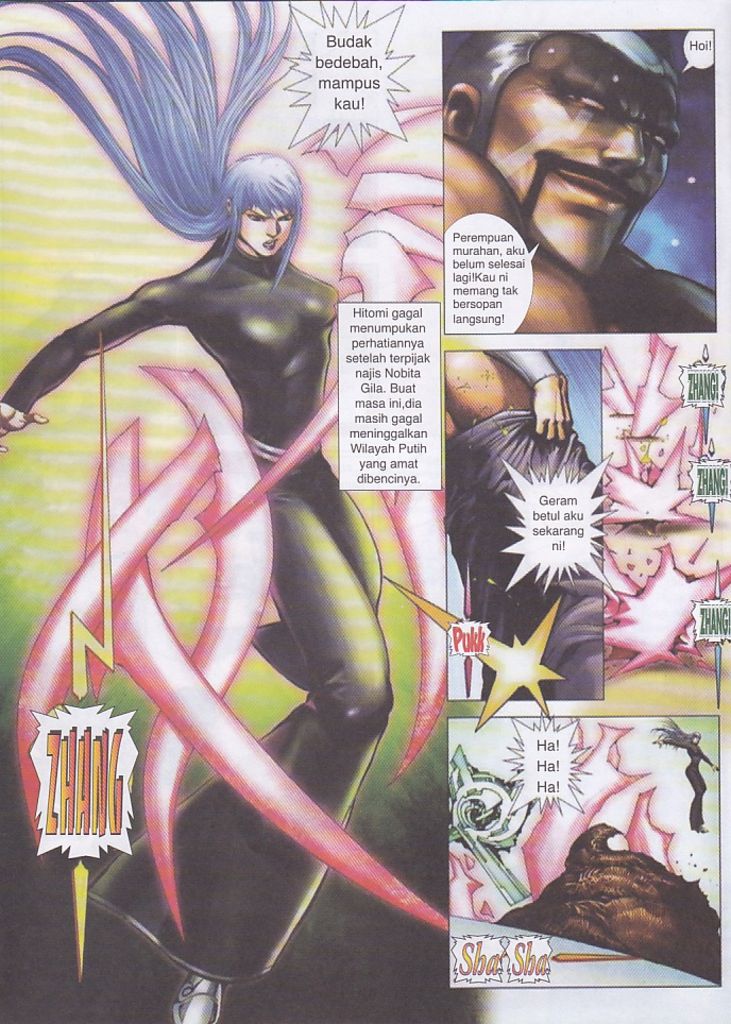 Budak
bedebah,
mampus
kau!
Hoi!
Perempuan
murahan, aku
belum selesai
lagi!Kau ni
memang tak
bersopan
langsung!
Hitomi gagal
menumpukan
perhatiannya
setelah terpijak
najis Nobita
Gila. Buat
masa ini,dia
masih gagal
meninggalkan
Wilayah Putih
yang amat
dibencinya.
ZHANG!
ZHANG!
Geram
betul aku
sekarang
ni!
ZHANG!
Pukk
ZHANG
Ha!
Ha!
Ha!
Sha Sha